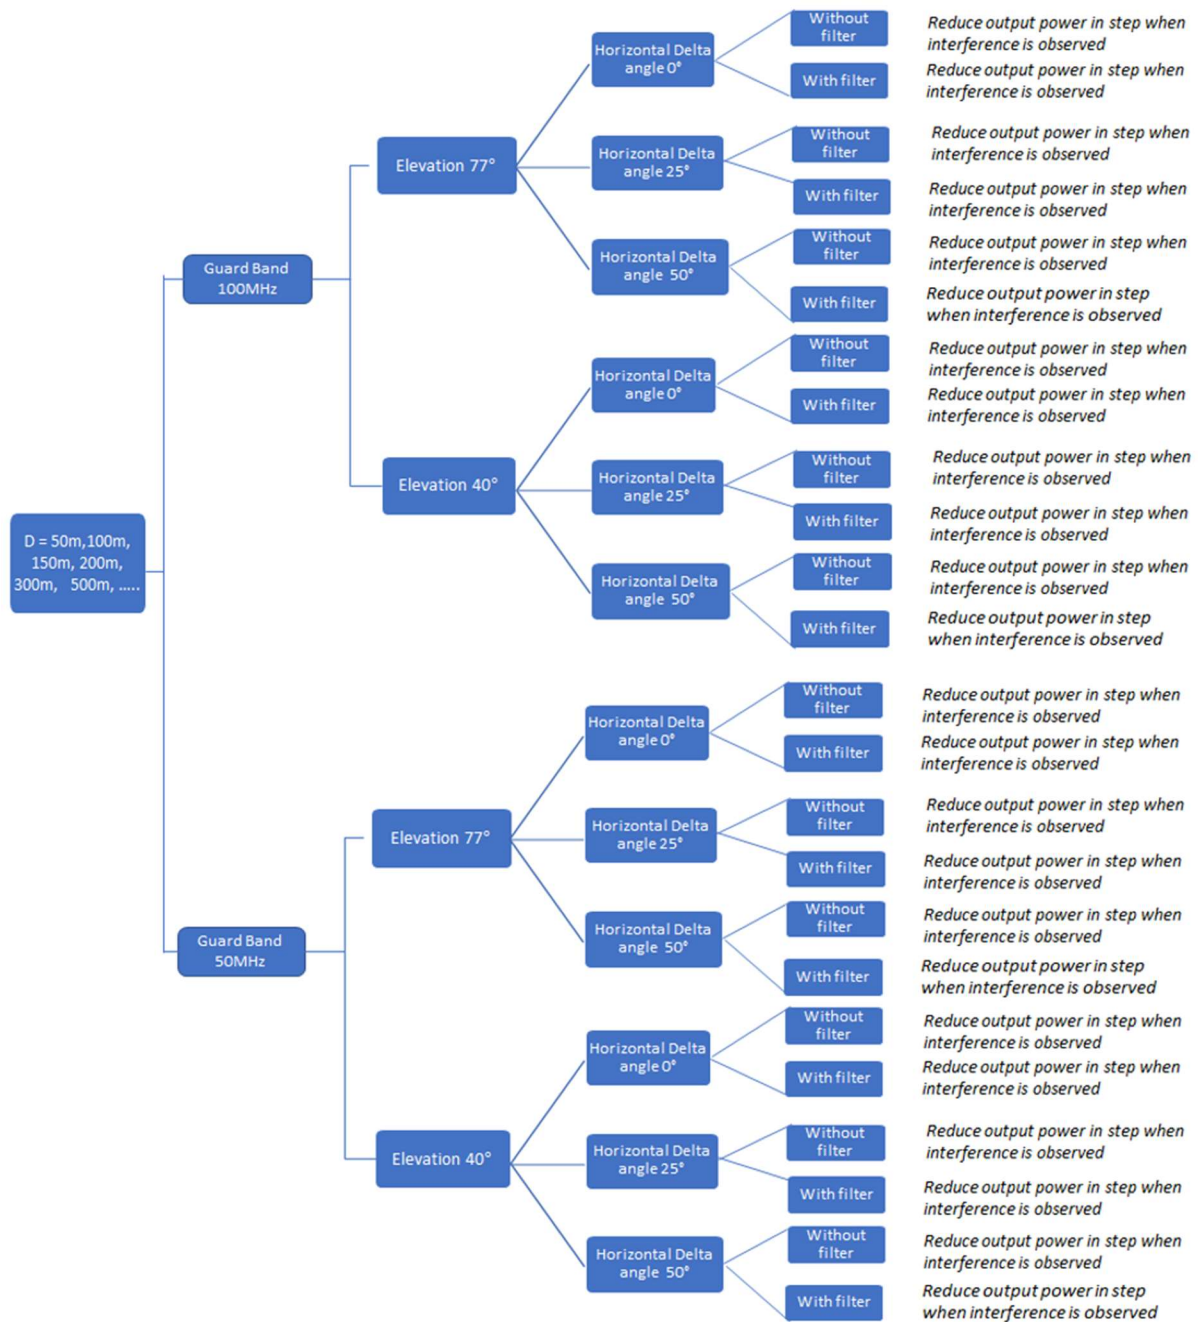 Without
filter
Reduce output power in step when
interference is observed
Horizontal Delta
angle 0°
With filter
Reduce output power in step when
interference is observed
Elevation 77°
Without
filter
Reduce output power in step when
interference is observed
Horizontal Delta
angle 25°
With filter
Reduce output power in step when
interference is observed
Without
filter
Reduce output power in step when
interference is observed
Horizontal Delta
angle 50°
With filter
Reduce output power in step
when interference is observed
Guard Band
100MHz
Without
filter
Reduce output power in step when
interference is observed
Horizontal Delta
angle 0°
With filter
Reduce output power in step when
interference is observed
Elevation 40°
Without
filter
Reduce output power in step when
interference is observed
Horizontal Delta
angle 25°
With filter
Reduce output power in step when
interference is observed
Without
filter
Reduce output power in step when
interference is observed
Horizontal Delta
angle 50°
With filter
Reduce output power in step
when interference is observed
D = 50m,100m,
150m, 200m,
300m, 500m, .....
Without
filter
Reduce output power in step when
interference is observed
Horizontal Delta
angle 0°
With filter
Reduce output power in step when
interference is observed
Elevation 77°
Without
filter
Reduce output power in step when
interference is observed
Horizontal Delta
angle 25°
With filter
Reduce output power in step when
interference is observed
Without
filter
Reduce output power in step when
interference is observed
Horizontal Delta
angle 50°
With filter
Reduce output power in step
when interference is observed
Guard Band
50MHz
Without
filter
Reduce output power in step when
interference is observed
Horizontal Delta
angle 0°
With filter
Reduce output power in step when
interference is observed
Elevation 40°
Without
filter
Reduce output power in step when
interference is observed
Horizontal Delta
angle 25°
With filter
Reduce output power in step when
interference is observed
Without
filter
Reduce output power in step when
interference is observed
Horizontal Delta
angle 50°
With filter
Reduce output power in step
when interference is observed